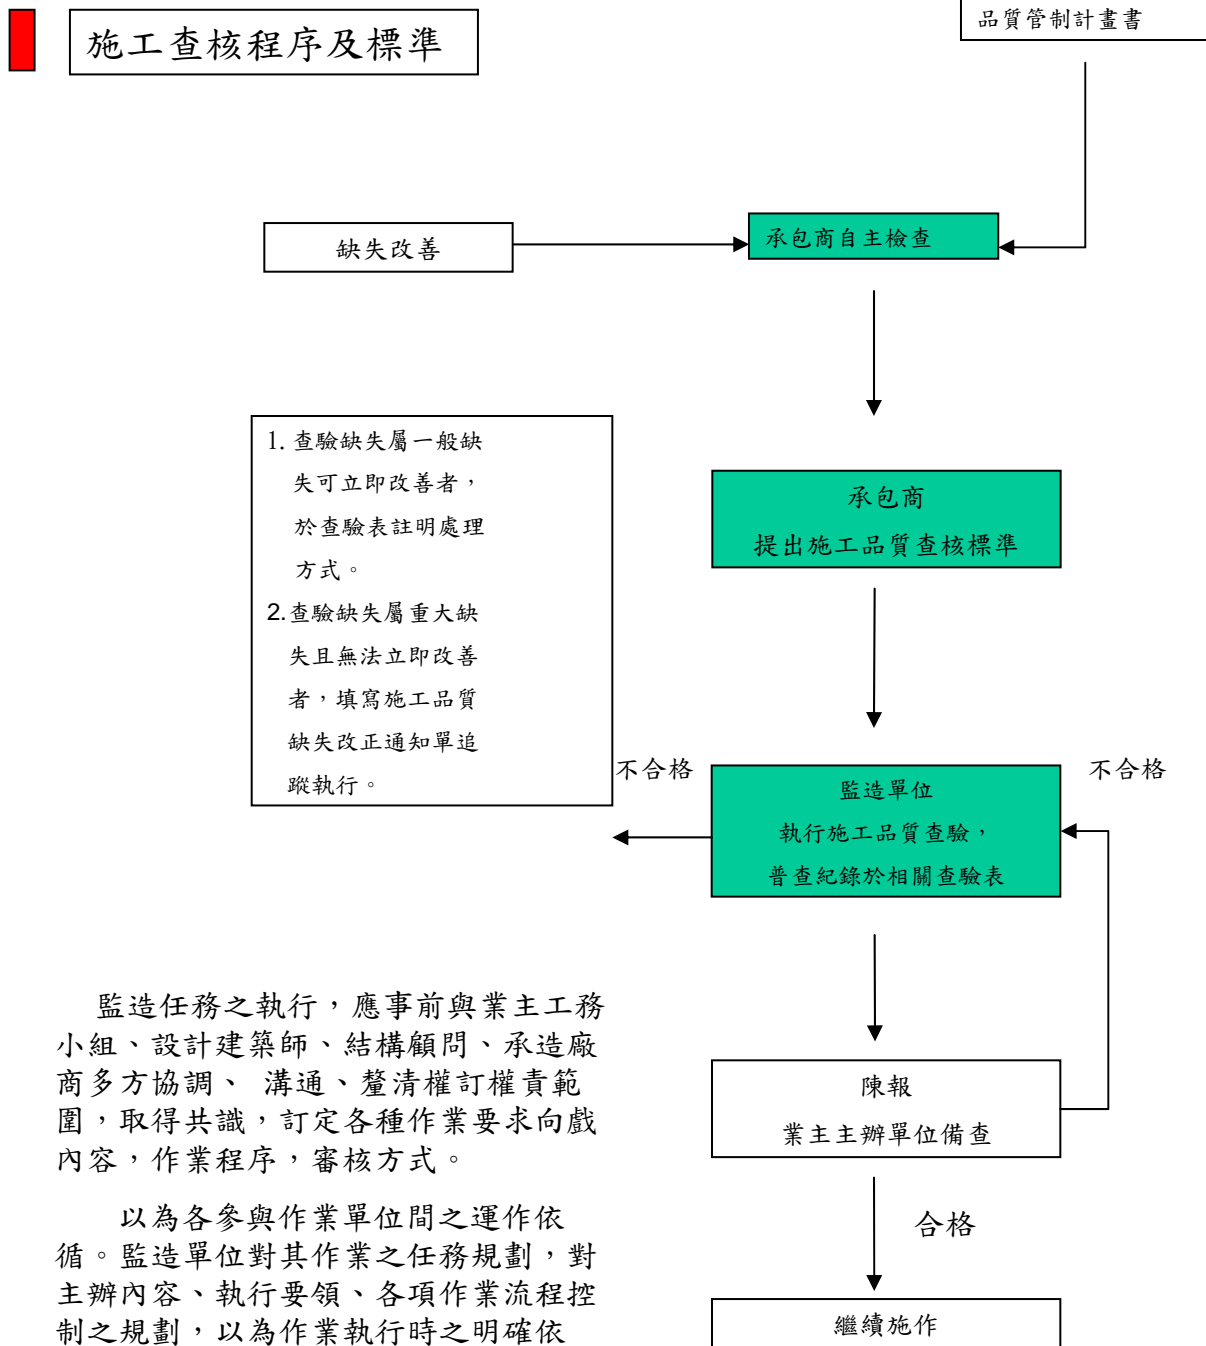 施工查核程序及標準
品質管制計畫書
缺失改善
承包商自主檢查
1. 查驗缺失屬一般缺
失可立即改善者，
於查驗表註明處理
方式。
2.查驗缺失屬重大缺
失且無法立即改善
者，填寫施工品質
缺失改正通知單追
蹤執行。
承包商
提出施工品質查核標準
不合格
監造單位
執行施工品質查驗，
普查紀錄於相關查驗表
不合格
陳報
業主主辦單位備查
合格
繼續施作
監造任務之執行，應事前與業主工務
小組、設計建築師、結構顧問、承造廠
商多方協調、 溝通、釐清權訂權責範
圍，取得共識，訂定各種作業要求向戲
內容，作業程序，審核方式。
以為各參與作業單位間之運作依
循。監造單位對其作業之任務規劃，對
主辦內容、執行要領、各項作業流程控
制之規劃，以為作業執行時之明確依